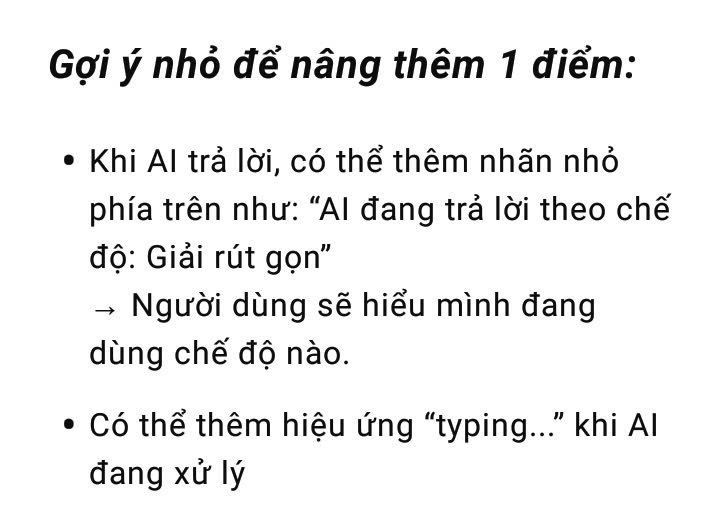 Gợi ý nhỏ để nâng thêm 1 điểm:
• Khi AI trả lời, có thể thêm nhãn nhỏ
phía trên như: “AI đang trả lời theo chế
độ: Giải rút gọn”
→ Người dùng sẽ hiểu mình đang
dùng chế độ nào.
• Có thể thêm hiệu ứng “typing...” khi AI
đang xử lý